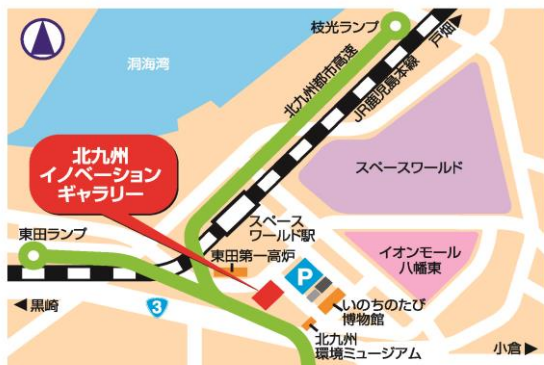 枝光ランプ
戸畑▶
洞海湾
北九州都市高速
JR鹿児島本線
北九州
イノベーション
ギャラリー
スペースワールド
東田ランプ
スペース
ワールド駅
東田第一高炉
イオンモール
八幡東
P
◀黒崎
3
いのちのたび
博物館
北九州
環境ミュージアム
小倉▶